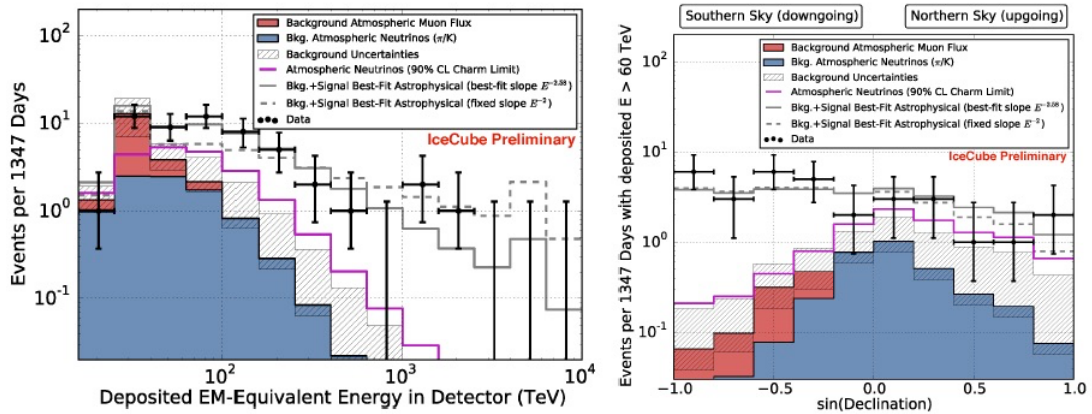 Background Atmospheric Muon Flux
Bkg. Atmospheric Neutrinos (π/K)
Background Uncertainties
Atmospheric Neutrinos (90% CL Charm Limit)
Bkg.+Signal Best-Fit Astrophysical (best-fit slope E^-2.58)
Bkg.+Signal Best-Fit Astrophysical (fixed slope E^-2)
Data
IceCube Preliminary
Events per 1347 Days
10^2
10^1
10^0
10^-1
10^2
10^3
10^4
Deposited EM-Equivalent Energy in Detector (TeV)
Southern Sky (downgoing)
Northern Sky (upgoing)
Background Atmospheric Muon Flux
Bkg. Atmospheric Neutrinos (π/K)
Background Uncertainties
Atmospheric Neutrinos (90% CL Charm Limit)
Bkg.+Signal Best-Fit Astrophysical (best-fit slope E^-2.58)
Bkg.+Signal Best-Fit Astrophysical (fixed slope E^-2)
Data
IceCube Preliminary
Events per 1347 Days with deposited E > 60 TeV
10^2
10^1
10^0
10^-1
−1.0
−0.5
0.0
0.5
1.0
sin(Declination)